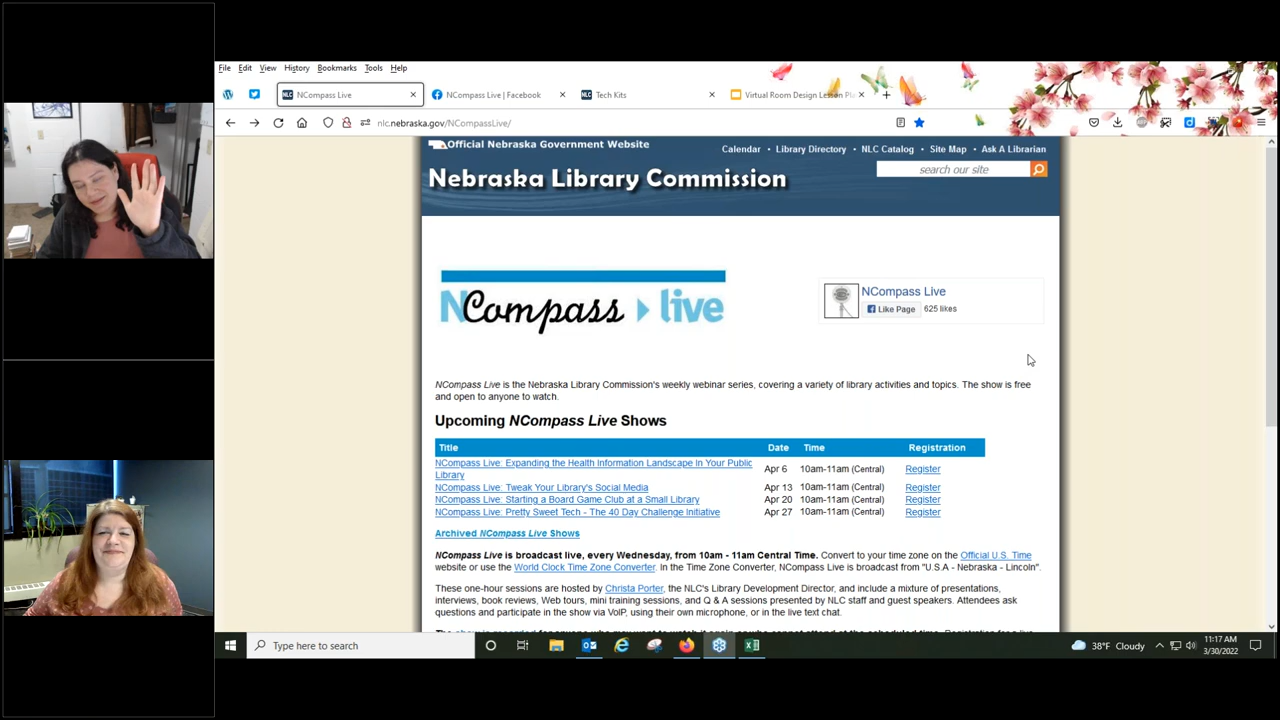 File Edit View History Bookmarks Tools Help
NLC NCompass Live × NCompass Live | Facebook × NLC Tech Kits × Virtual Room Design Lesson Pl × +
nlc.nebraska.gov/NCompassLive/
Official Nebraska Government Website
Calendar • Library Directory • NLC Catalog • Site Map • Ask A Librarian
Nebraska Library Commission
search our site
NCompass live
NCompass Live
Like Page 625 likes
NCompass Live is the Nebraska Library Commission's weekly webinar series, covering a variety of library activities and topics. The show is free
and open to anyone to watch.
Upcoming NCompass Live Shows
Title Date Time Registration
NCompass Live: Expanding the Health Information Landscape In Your Public
Library Apr 6 10am-11am (Central) Register
NCompass Live: Tweak Your Library's Social Media Apr 13 10am-11am (Central) Register
NCompass Live: Starting a Board Game Club at a Small Library Apr 20 10am-11am (Central) Register
NCompass Live: Pretty Sweet Tech - The 40 Day Challenge Initiative Apr 27 10am-11am (Central) Register
Archived NCompass Live Shows
NCompass Live is broadcast live, every Wednesday, from 10am - 11am Central Time. Convert to your time zone on the Official U.S. Time
website or use the World Clock Time Zone Converter. In the Time Zone Converter, NCompass Live is broadcast from "U.S.A - Nebraska - Lincoln".
These one-hour sessions are hosted by Christa Porter, the NLC's Library Development Director, and include a mixture of presentations,
interviews, book reviews, Web tours, mini training sessions, and Q & A sessions presented by NLC staff and guest speakers. Attendees ask
questions and participate in the show via VoIP, using their own microphone, or in the live text chat.
Type here to search
38°F Cloudy
11:17 AM
3/30/2022